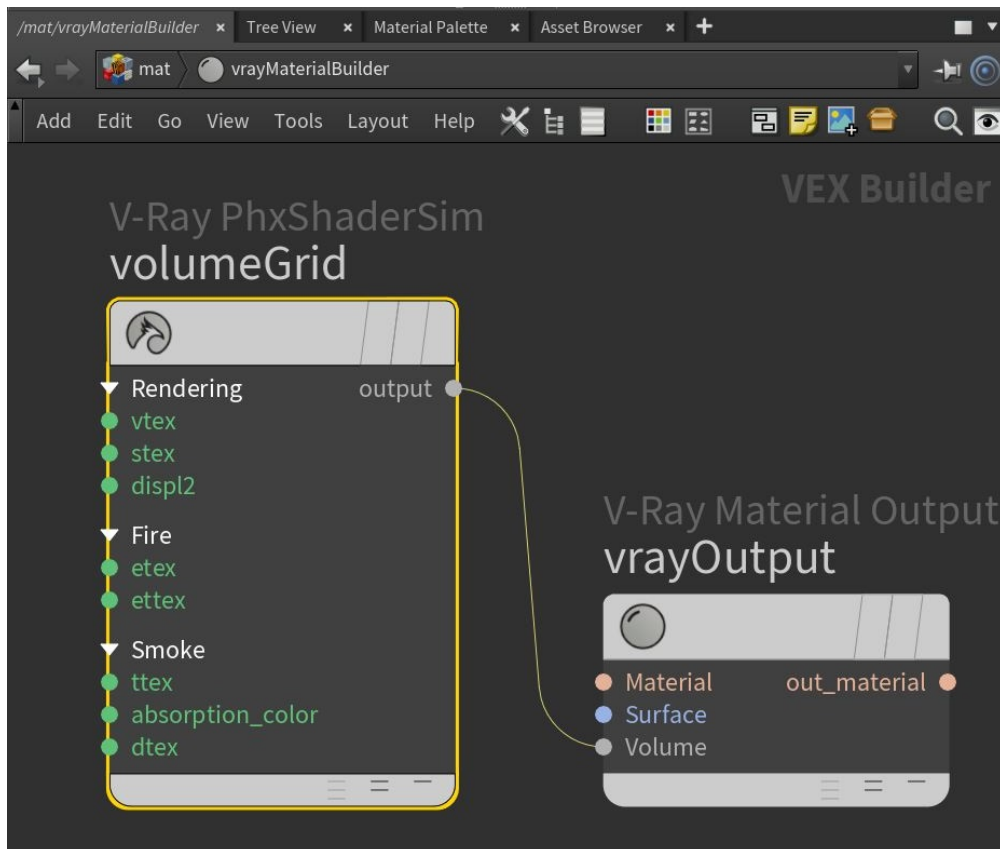 /mat/vrayMaterialBuilder × Tree View × Material Palette × Asset Browser × +
mat vrayMaterialBuilder
Add Edit Go View Tools Layout Help
VEX Builder
V-Ray PhxShaderSim
volumeGrid
Rendering output
vtex
stex
displ2
Fire
etex
ettex
Smoke
ttex
absorption_color
dtex
V-Ray Material Output
vrayOutput
Material out_material
Surface
Volume